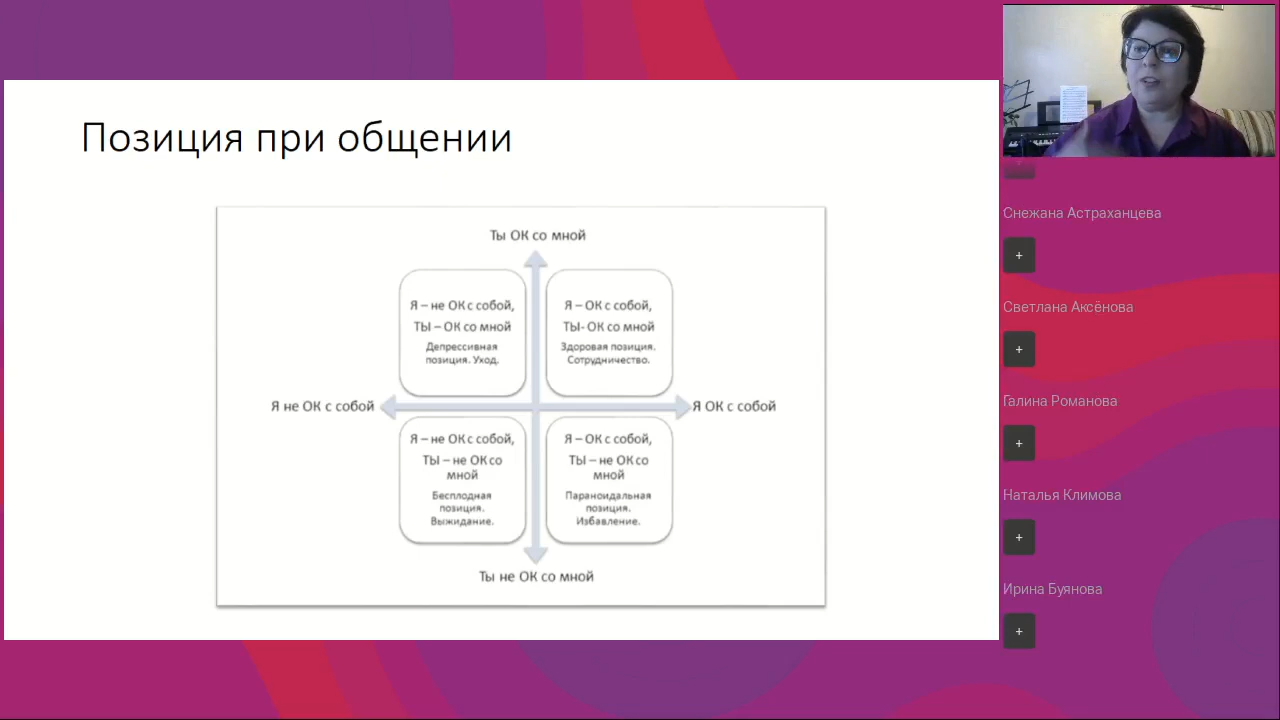 Позиция при общении
Ты ОК со мной
Я – не ОК с собой,
ТЫ – ОК со мной
Депрессивная
позиция. Уход.
Я – ОК с собой,
ТЫ- ОК со мной
Здоровая позиция.
Сотрудничество.
Я не ОК с собой
Я ОК с собой
Я – не ОК с собой,
ТЫ – не ОК со
мной
Бесплодная
позиция.
Выжидание.
Я – ОК с собой,
ТЫ – не ОК со
мной
Параноидальная
позиция.
Избавление.
Ты не ОК со мной
Снежана Астраханцева
+
Светлана Аксёнова
+
Галина Романова
+
Наталья Климова
+
Ирина Буянова
+